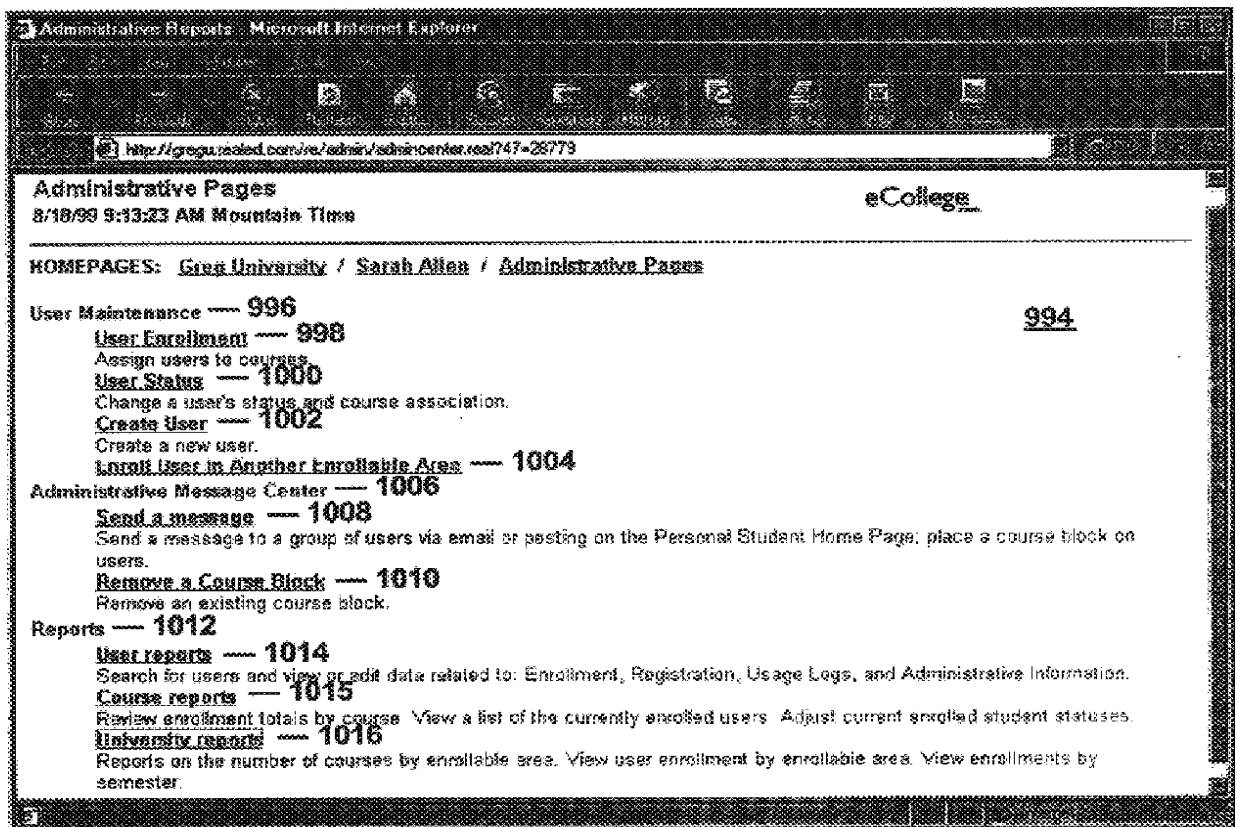 Administrative Reports - Microsoft Internet Explorer
http://gregu.realed.com/re/admin/admincenter.real?47=28779
Administrative Pages
eCollege
8/18/99 9:13:23 AM Mountain Time
HOMEPAGES: Greg University / Sarah Allen / Administrative Pages
User Maintenance — 996
994
User Enrollment — 998
Assign users to courses.
User Status — 1000
Change a user's status and course association.
Create User — 1002
Create a new user.
Enroll User in Another Enrollable Area — 1004
Administrative Message Center — 1006
Send a message — 1008
Send a message to a group of users via email or posting on the Personal Student Home Page; place a course block on
users.
Remove a Course Block — 1010
Remove an existing course block.
Reports — 1012
User reports — 1014
Search for users and view or edit data related to: Enrollment, Registration, Usage Logs, and Administrative Information.
Course reports — 1015
Review enrollment totals by course. View a list of the currently enrolled users. Adjust current enrolled student statuses.
University reports — 1016
Reports on the number of courses by enrollable area. View user enrollment by enrollable area. View enrollments by
semester.